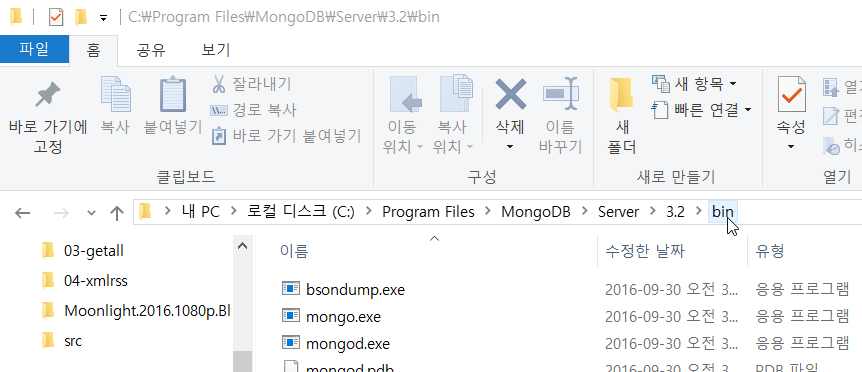 C:₩Program Files₩MongoDB₩Server₩3.2₩bin
파일 홈 공유 보기
바로 가기에 고정
복사
붙여넣기
잘라내기
경로 복사
바로 가기 붙여넣기
클립보드
이동 위치
복사 위치
삭제
이름 바꾸기
구성
새 폴더
새 항목
빠른 연결
새로 만들기
속성
열기
편집
히스
열기
내 PC > 로컬 디스크 (C:) > Program Files > MongoDB > Server > 3.2 > bin
03-getall
04-xmlrss
Moonlight.2016.1080p.Bl
src
이름 수정한 날짜 유형
bsondump.exe 2016-09-30 오전 3... 응용 프로그램
mongo.exe 2016-09-30 오전 3... 응용 프로그램
mongod.exe 2016-09-30 오전 3... 응용 프로그램
mongod.pdb 2016-09-30 오전 3... PDB 파일